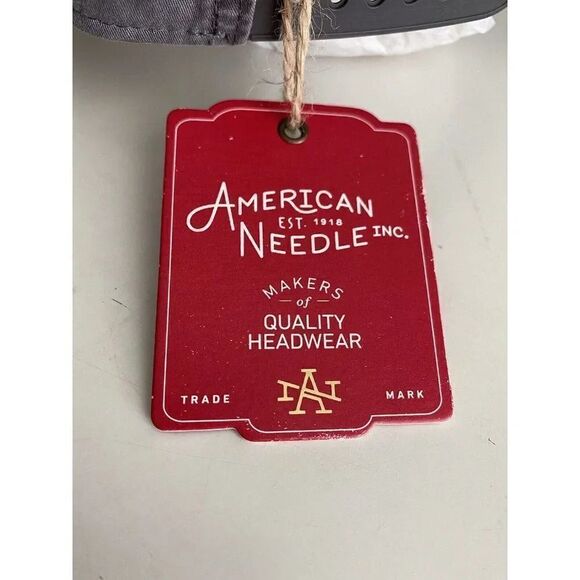 AMERICAN
EST. 1918
NEEDLE INC.
MAKERS
of
QUALITY
HEADWEAR
AN
TRADE MARK